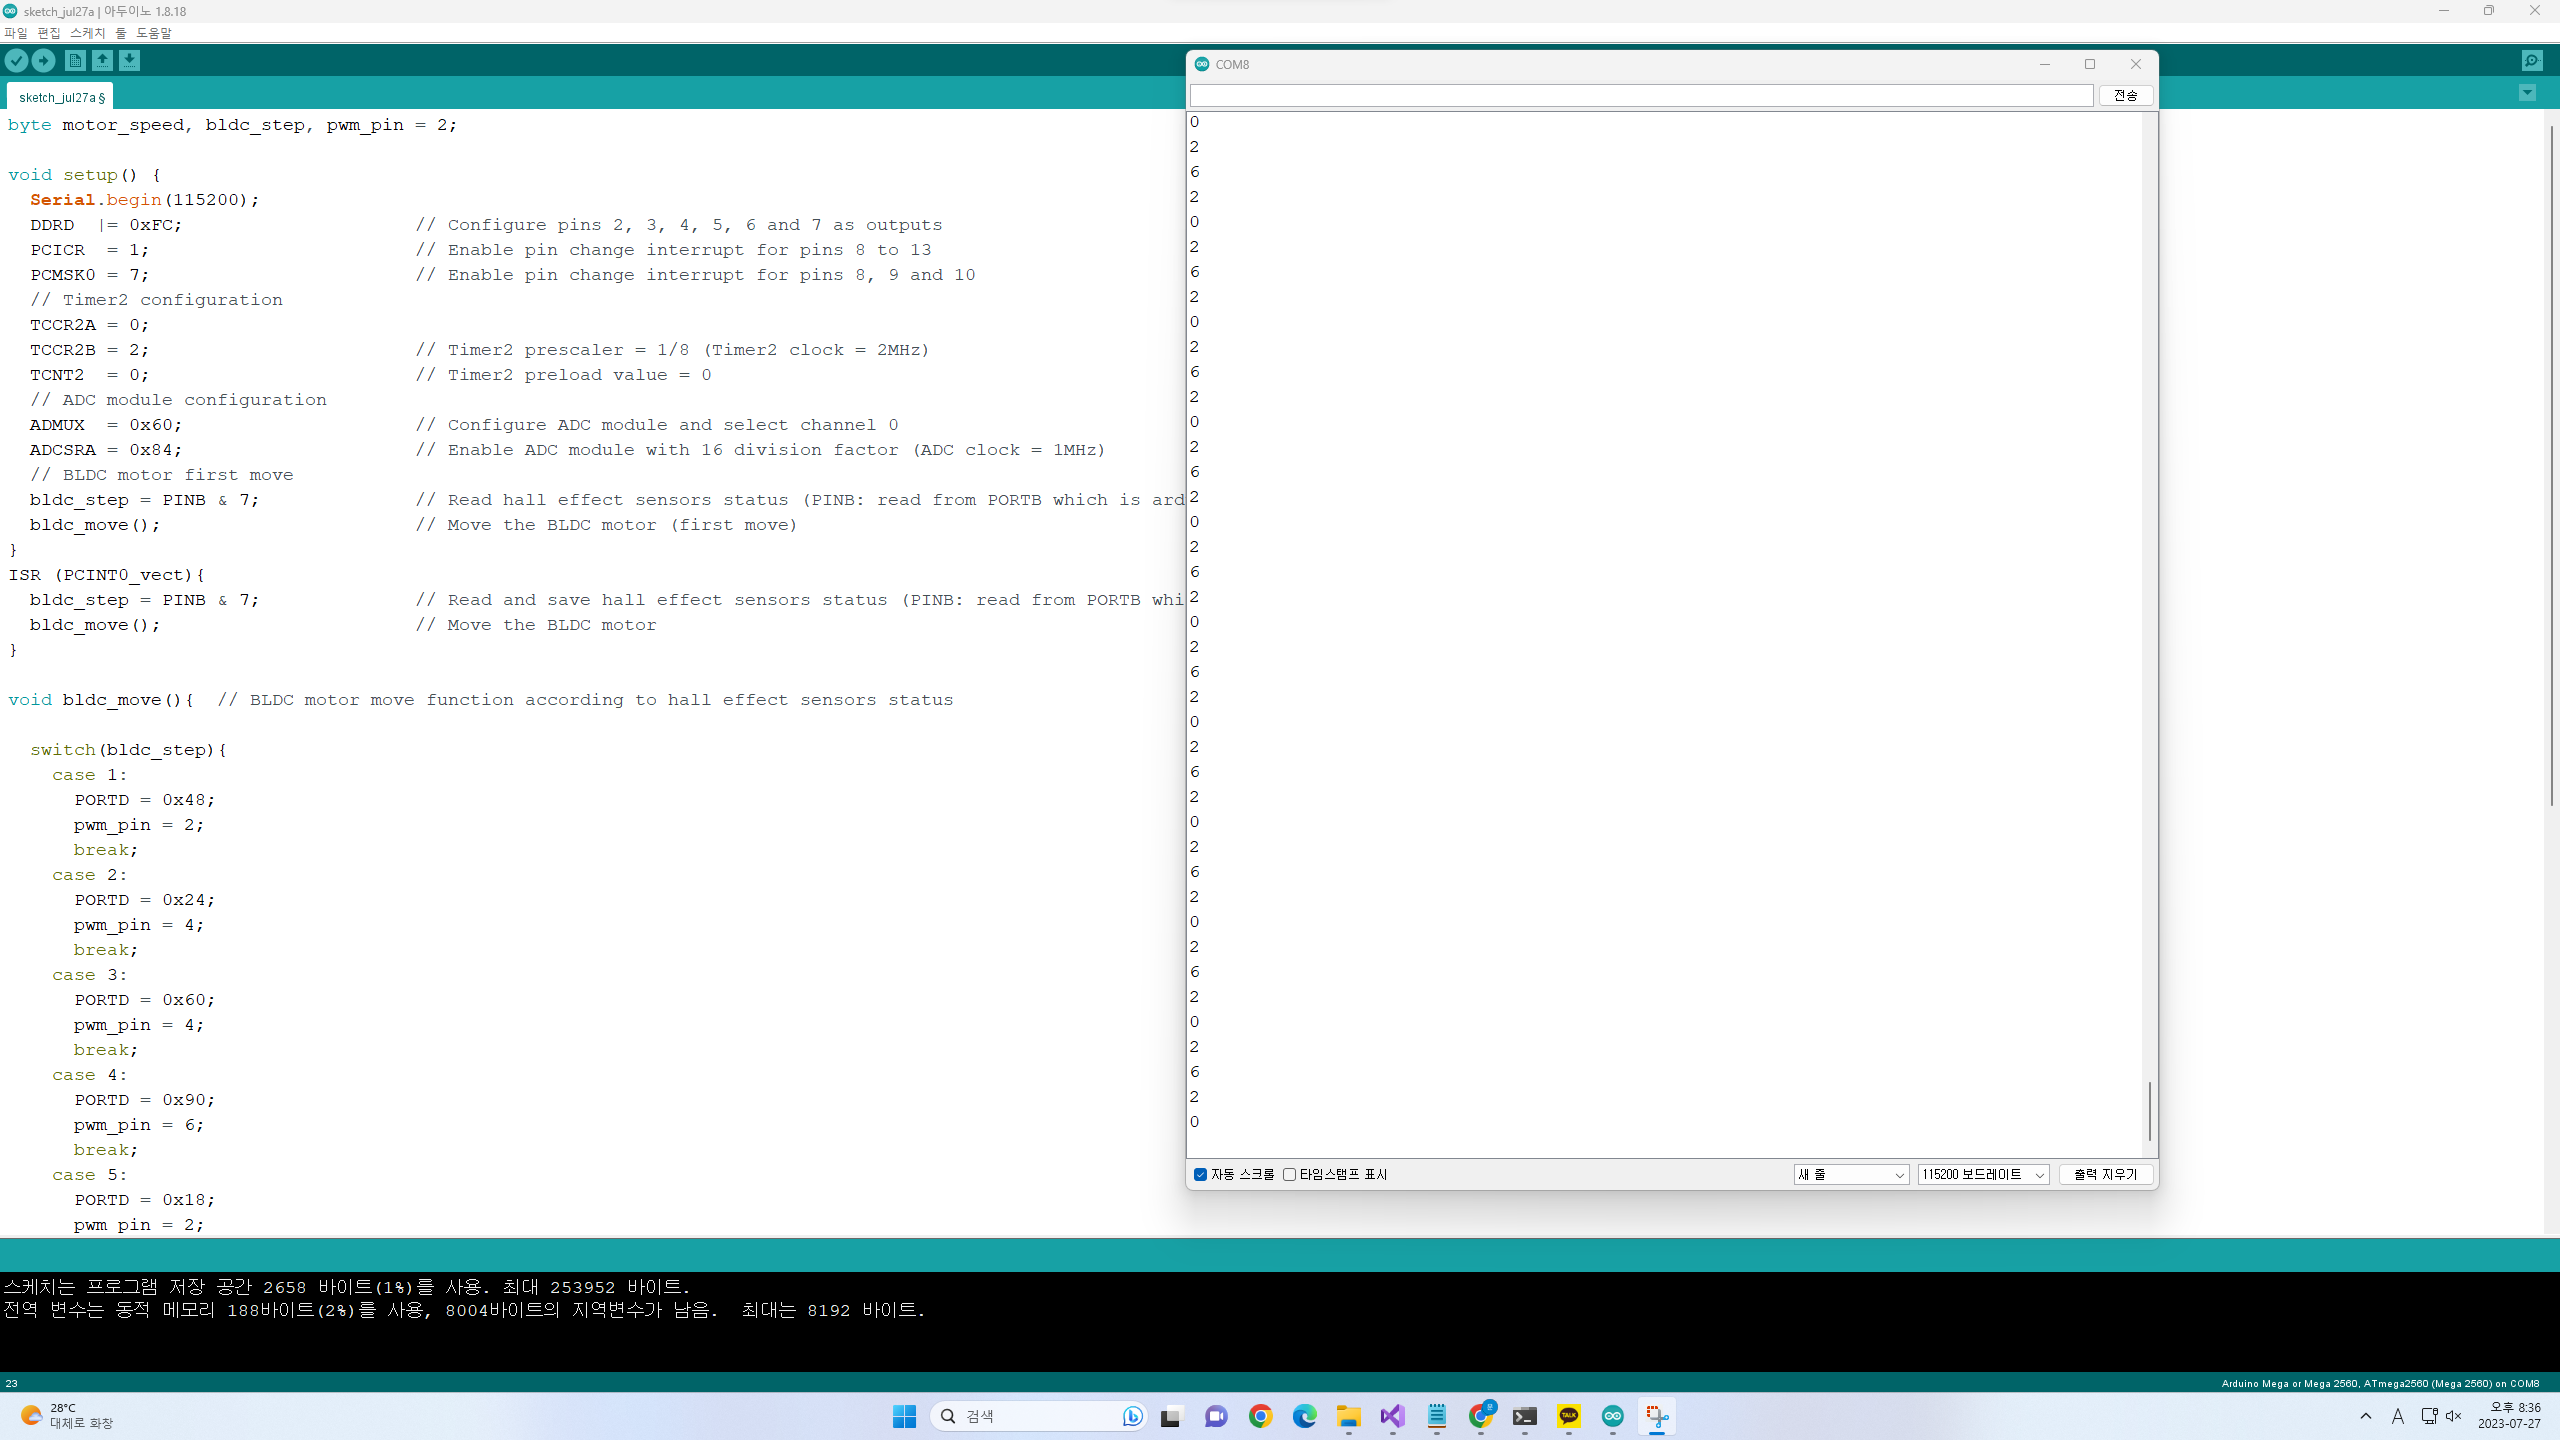 sketch_jul27a | 아두이노 1.8.18
파일 편집 스케치 툴 도움말
sketch_jul27a §
byte motor_speed, bldc_step, pwm_pin = 2;
void setup() {
Serial.begin(115200);
DDRD  |= 0xFC;                     // Configure pins 2, 3, 4, 5, 6 and 7 as outputs
PCICR  = 1;                        // Enable pin change interrupt for pins 8 to 13
PCMSK0 = 7;                        // Enable pin change interrupt for pins 8, 9 and 10
// Timer2 configuration
TCCR2A = 0;
TCCR2B = 2;                        // Timer2 prescaler = 1/8 (Timer2 clock = 2MHz)
TCNT2  = 0;                        // Timer2 preload value = 0
// ADC module configuration
ADMUX  = 0x60;                     // Configure ADC module and select channel 0
ADCSRA = 0x84;                     // Enable ADC module with 16 division factor (ADC clock = 1MHz)
// BLDC motor first move
bldc_step = PINB & 7;              // Read hall effect sensors status (PINB: read from PORTB which is ard
bldc_move();                       // Move the BLDC motor (first move)
}
ISR (PCINT0_vect){
bldc_step = PINB & 7;              // Read and save hall effect sensors status (PINB: read from PORTB whi
bldc_move();                       // Move the BLDC motor
}
void bldc_move(){  // BLDC motor move function according to hall effect sensors status
switch(bldc_step){
case 1:
PORTD = 0x48;
pwm_pin = 2;
break;
case 2:
PORTD = 0x24;
pwm_pin = 4;
break;
case 3:
PORTD = 0x60;
pwm_pin = 4;
break;
case 4:
PORTD = 0x90;
pwm_pin = 6;
break;
case 5:
PORTD = 0x18;
pwm_pin = 2;
COM8
전송
0
2
6
2
0
2
6
2
0
2
6
2
0
2
6
2
0
2
6
2
0
2
6
2
0
2
6
2
0
2
6
2
0
2
6
2
0
2
6
2
0
자동 스크롤 타임스탬프 표시 새 줄 115200 보드레이트 출력 지우기
스케치는 프로그램 저장 공간 2658 바이트(1%)를 사용. 최대 253952 바이트.
전역 변수는 동적 메모리 188바이트(2%)를 사용, 8004바이트의 지역변수가 남음.  최대는 8192 바이트.
23 Arduino Mega or Mega 2560, ATmega2560 (Mega 2560) on COM8
28°C
대체로 화창
검색
TALK
문
A
오후 8:36
2023-07-27